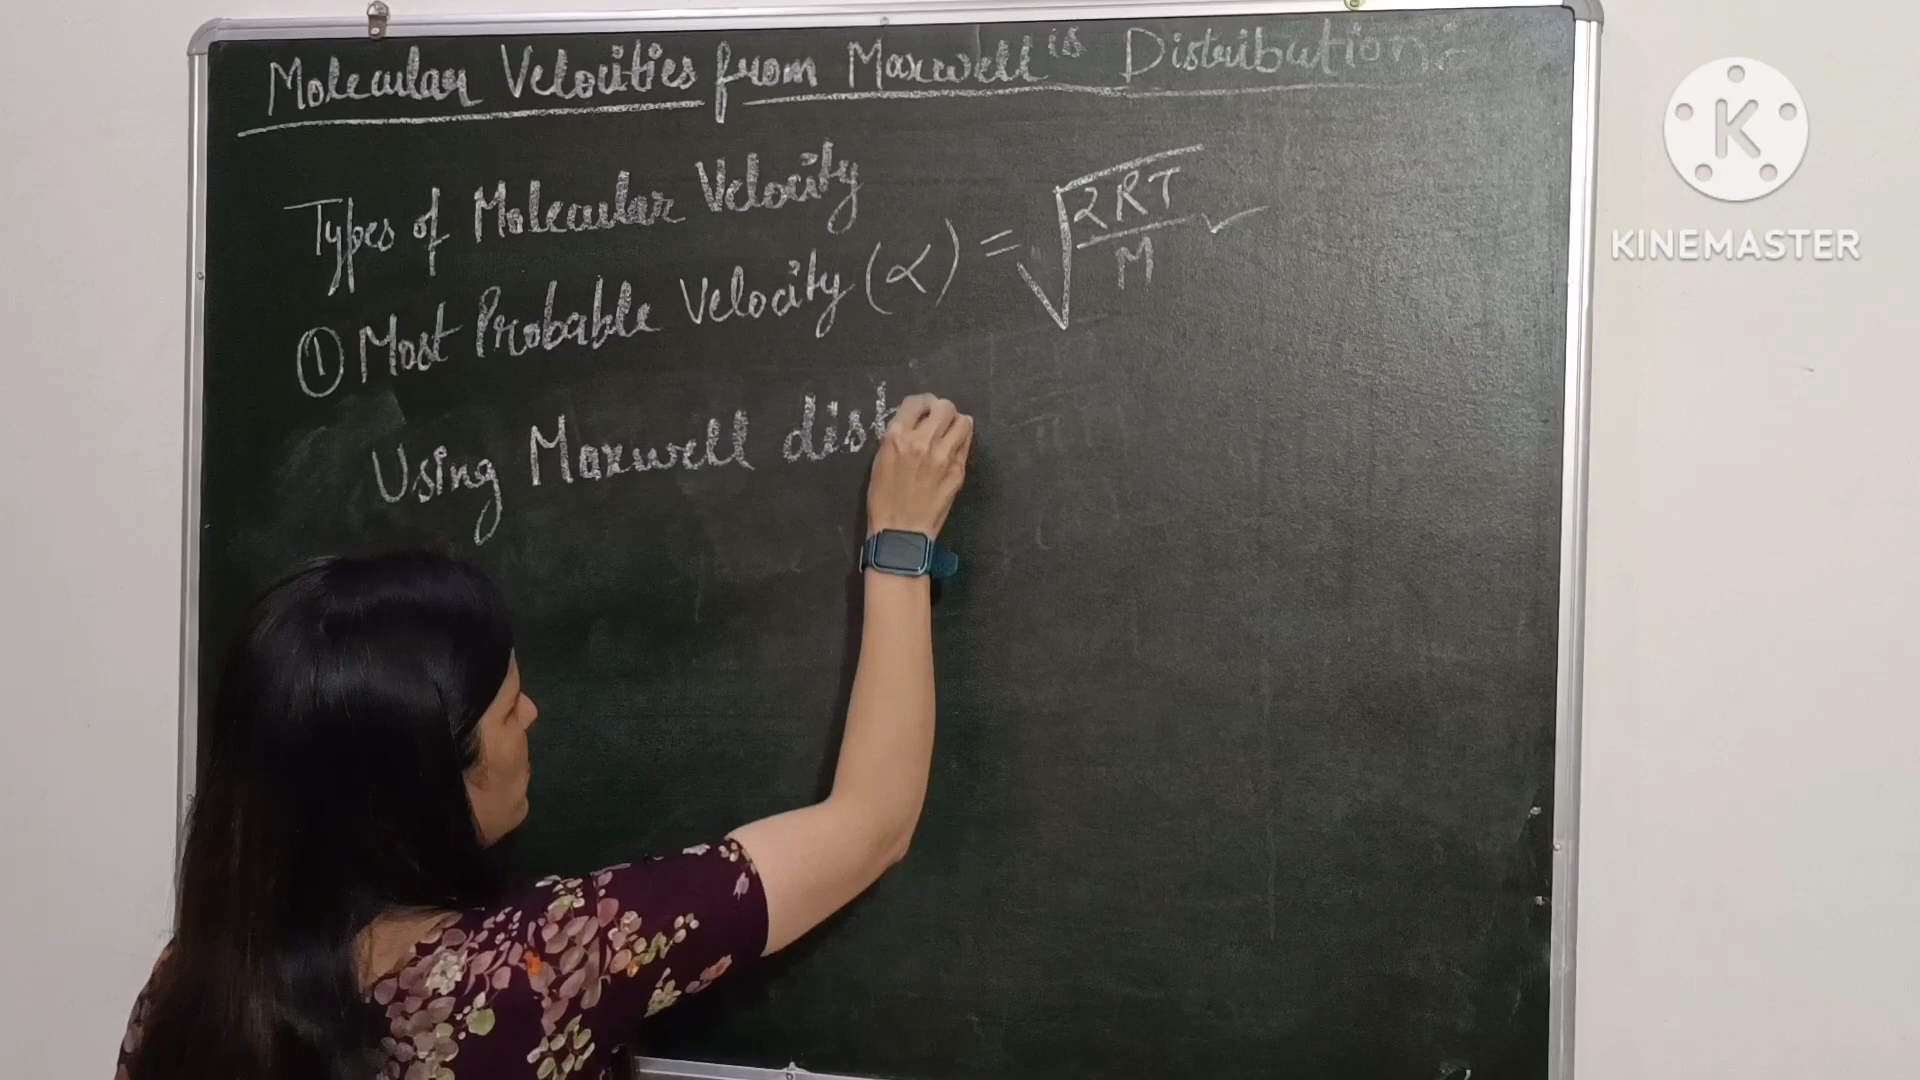 Molecular Velocities from Maxwell's Distribution:-
Types of Molecular Velocity
① Most Probable Velocity (α) = √2RT/M ✓
Using Maxwell dist
K
KINEMASTER